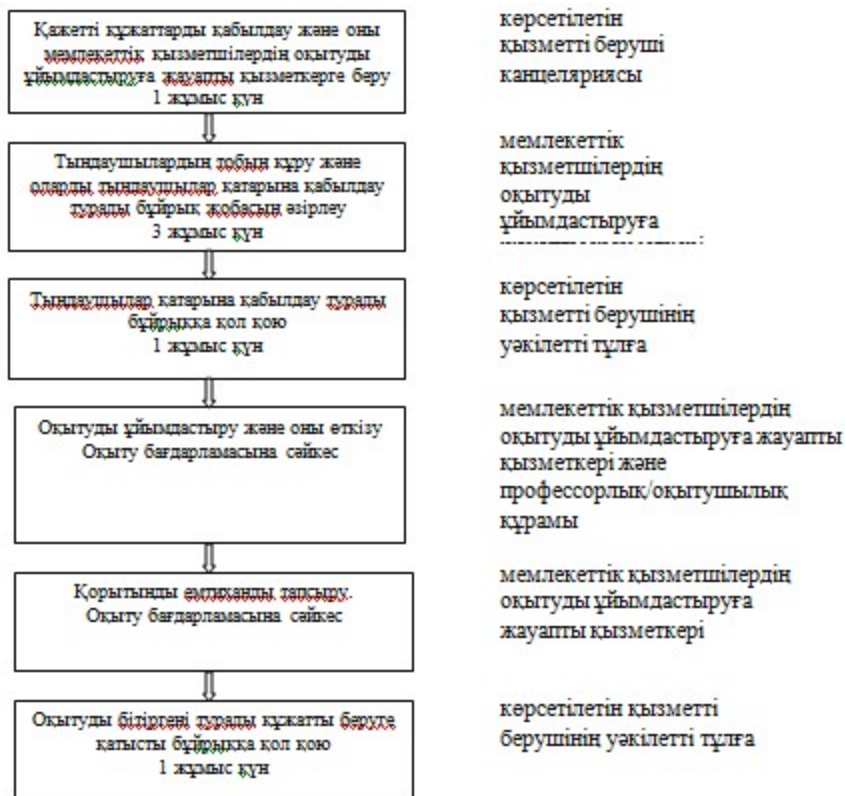 Қажетті құжаттарды қабылдау және оны
мемлекеттік қызметшілердің оқытуды
ұйымдастыруға жауапты қызметкерге беру
1 жұмыс күн
көрсетілетін
қызметті беруші
канцеляриясы
Тыңдаушылардың тобын құру және
оларды тыңдаушылар қатарына қабылдау
туралы бұйрық жобасын әзірлеу
3 жұмыс күн
мемлекеттік
қызметшілердің
оқытуды
ұйымдастыруға
Тыңдаушылар қатарына қабылдау туралы
бұйрыққа қол қою
1 жұмыс күн
көрсетілетін
қызметті берушінің
уәкілетті тұлға
Оқытуды ұйымдастыру және оны өткізу
Оқыту бағдарламасына сәйкес
мемлекеттік қызметшілердің
оқытуды ұйымдастыруға жауапты
қызметкері және
профессорлық/оқытушылық
құрамы
Қорытынды емтиханды тапсыру.
Оқыту бағдарламасына сәйкес
мемлекеттік қызметшілердің
оқытуды ұйымдастыруға
жауапты қызметкері
Оқытуды бітіргені туралы құжатты беруге
қатысты бұйрыққа қол қою
1 жұмыс күн
көрсетілетін қызметті
берушінің уәкілетті тұлға